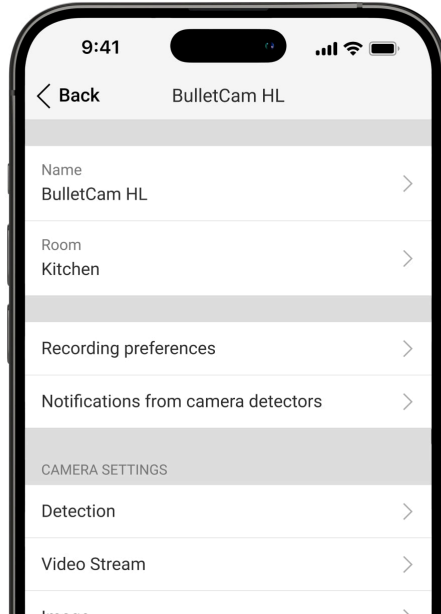 9:41
Back
BulletCam HL
Name
BulletCam HL
Room
Kitchen
Recording preferences
Notifications from camera detectors
CAMERA SETTINGS
Detection
Video Stream